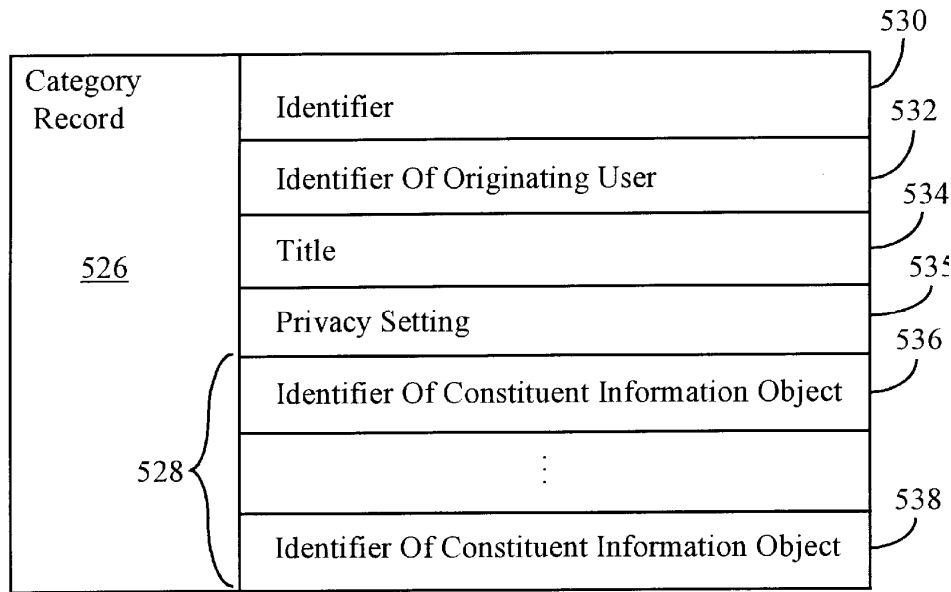 530
Category
Record
Identifier
532
Identifier Of Originating User
534
526
Title
535
Privacy Setting
536
Identifier Of Constituent Information Object
528
⋮
538
Identifier Of Constituent Information Object